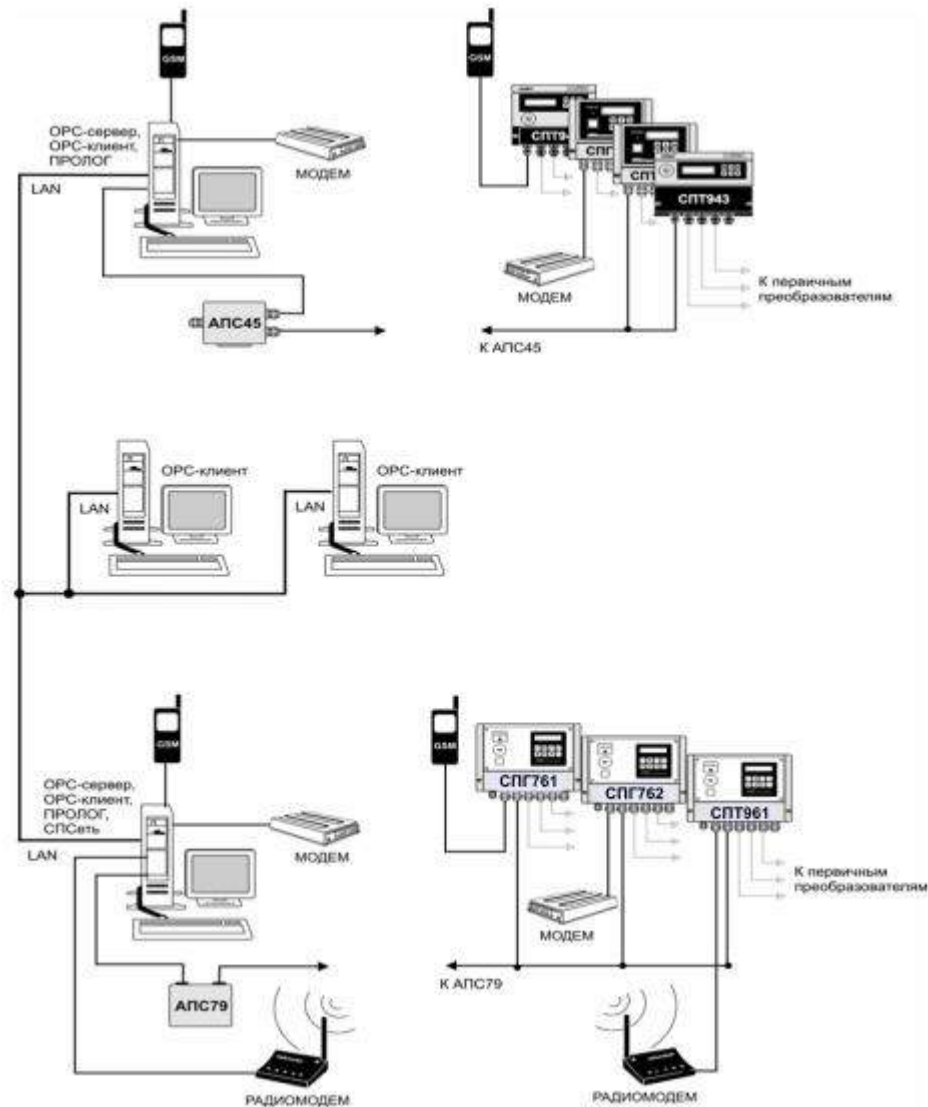 GSM
GSM
OPC-сервер,
OPC-клиент,
ПРОЛОГ
LAN
МОДЕМ
СПТ94
СПГ
СПТ943
МОДЕМ
К первичным
преобразователям
АПС45
К АПС45
OPC-клиент
LAN
OPC-клиент
LAN
GSM
GSM
OPC-сервер,
OPC-клиент,
ПРОЛОГ,
СПСеть
LAN
МОДЕМ
СПГ761
СПГ762
СПТ961
К первичным
преобразователям
МОДЕМ
К АПС79
АПС79
РАДИОМОДЕМ
РАДИОМОДЕМ